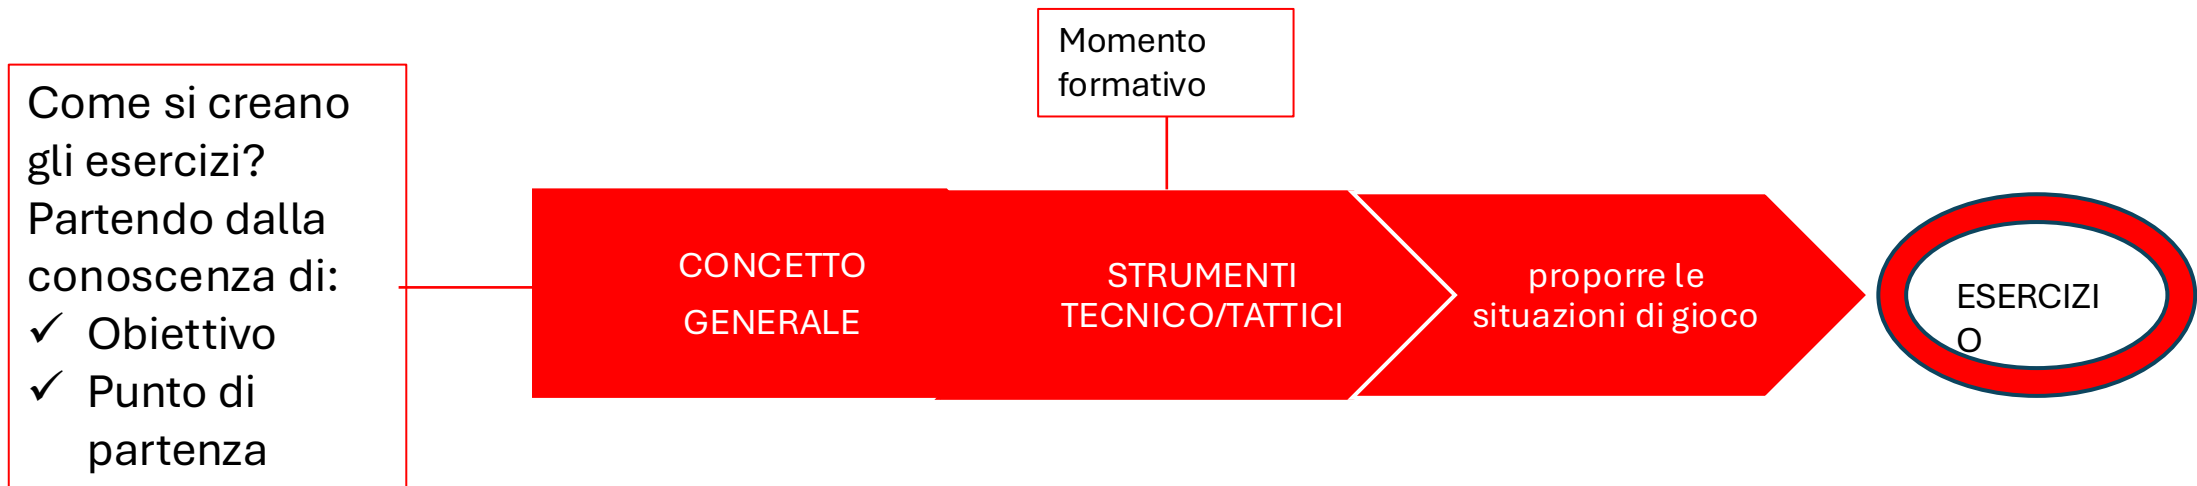 Come si creano
gli esercizi?
Partendo dalla
conoscenza di:
✓ Obiettivo
✓ Punto di
partenza
Momento
formativo
CONCETTO
GENERALE
STRUMENTI
TECNICO/TATTICI
proporre le
situazioni di gioco
ESERCIZI
O